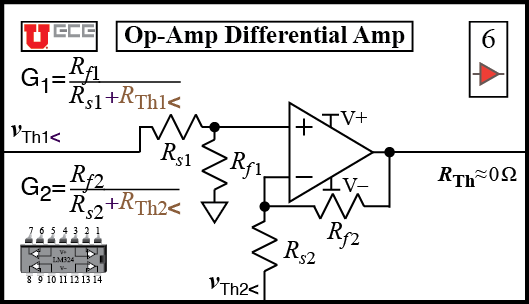 U ECE
Op-Amp Differential Amp
6
G1=Rf1
Rs1+RTh1<
vTh1<
Rs1
Rf1
+
V+
−
V−
RTh≈0Ω
G2=Rf2
Rs2+RTh2<
Rf2
Rs2
7 6 5 4 3 2 1
V+
LM324
V−
8 9 10 11 12 13 14
vTh2<